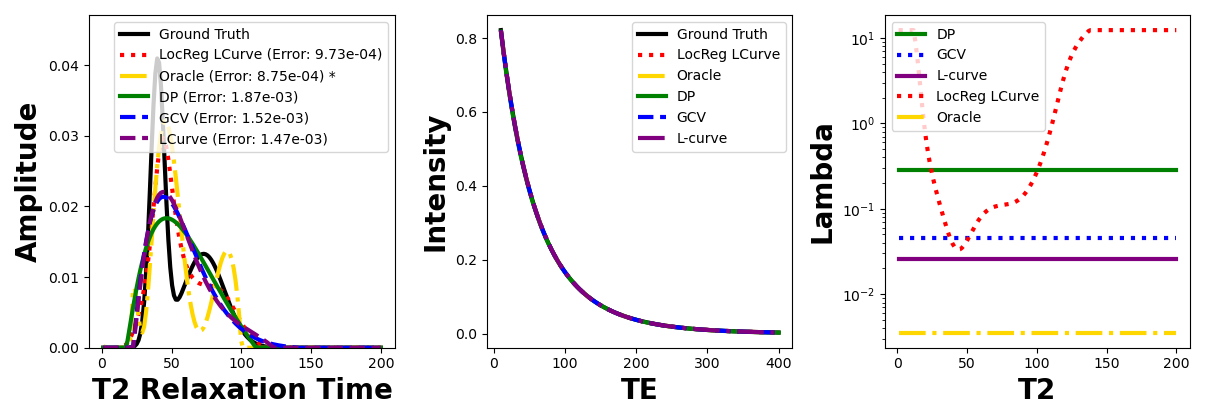 Amplitude
0.04
0.03
0.02
0.01
0.00
Ground Truth
LocReg LCurve (Error: 9.73e-04)
Oracle (Error: 8.75e-04) *
DP (Error: 1.87e-03)
GCV (Error: 1.52e-03)
LCurve (Error: 1.47e-03)
0 50 100 150 200
T2 Relaxation Time
Intensity
0.8
0.6
0.4
0.2
0.0
Ground Truth
LocReg LCurve
Oracle
DP
GCV
L-curve
0 100 200 300 400
TE
Lambda
10¹
10⁰
10⁻¹
10⁻²
DP
GCV
L-curve
LocReg LCurve
Oracle
0 50 100 150 200
T2